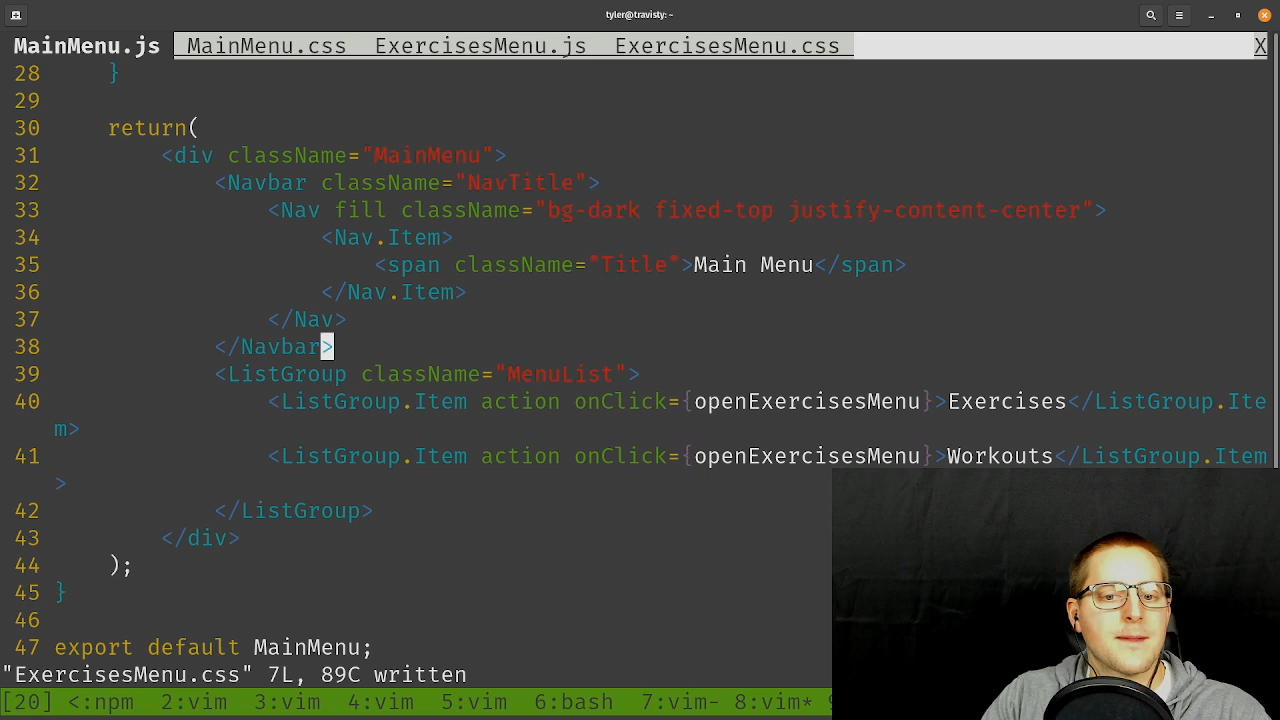 tyler@travisty: ~
MainMenu.js MainMenu.css ExercisesMenu.js ExercisesMenu.css X
28 }
29
30 return(
31 <div className="MainMenu">
32 <Navbar className="NavTitle">
33 <Nav fill className="bg-dark fixed-top justify-content-center">
34 <Nav.Item>
35 <span className="Title">Main Menu</span>
36 </Nav.Item>
37 </Nav>
38 </Navbar>
39 <ListGroup className="MenuList">
40 <ListGroup.Item action onClick={openExercisesMenu}>Exercises</ListGroup.Ite
m>
41 <ListGroup.Item action onClick={openExercisesMenu}>Workouts</ListGroup.Item
>
42 </ListGroup>
43 </div>
44 );
45 }
46
47 export default MainMenu;
"ExercisesMenu.css" 7L, 89C written
[20] <:npm 2:vim 3:vim 4:vim 5:vim 6:bash 7:vim- 8:vim*